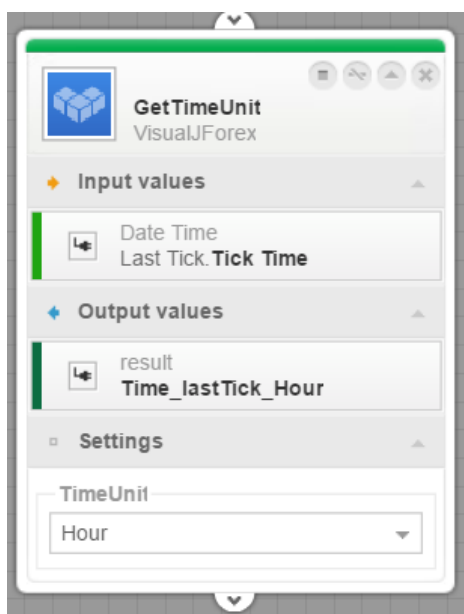 GetTimeUnit
VisualJForex
Input values
Date Time
Last Tick.Tick Time
Output values
result
Time_lastTick_Hour
Settings
TimeUnit
Hour